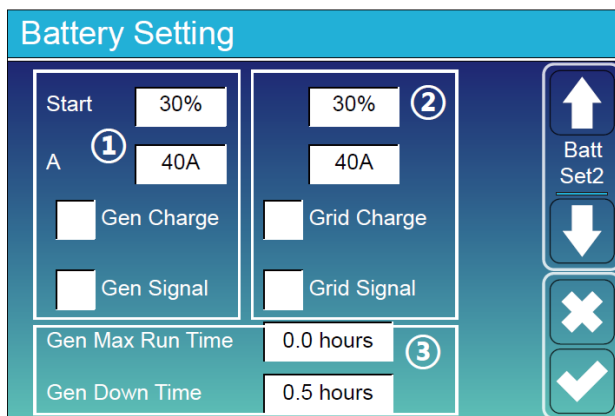 Battery Setting
Start 30% 30% ②
A ① 40A 40A
Gen Charge Grid Charge
Gen Signal Grid Signal
Gen Max Run Time 0.0 hours ③
Gen Down Time 0.5 hours
Batt
Set2